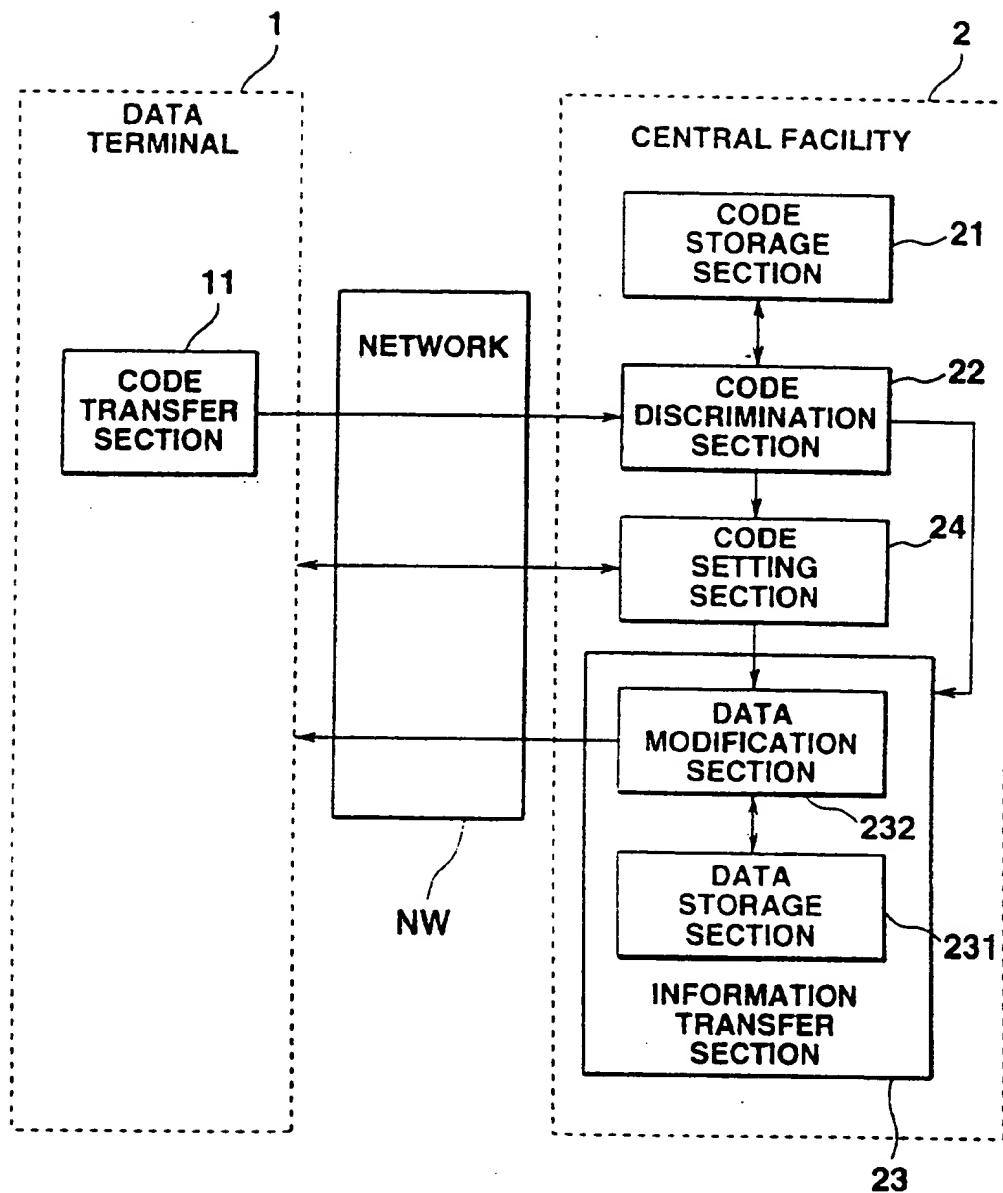 1
DATA
TERMINAL
11
CODE
TRANSFER
SECTION
NETWORK
NW
2
CENTRAL FACILITY
CODE
STORAGE
SECTION
21
CODE
DISCRIMINATION
SECTION
22
CODE
SETTING
SECTION
24
DATA
MODIFICATION
SECTION
232
DATA
STORAGE
SECTION
231
INFORMATION
TRANSFER
SECTION
23